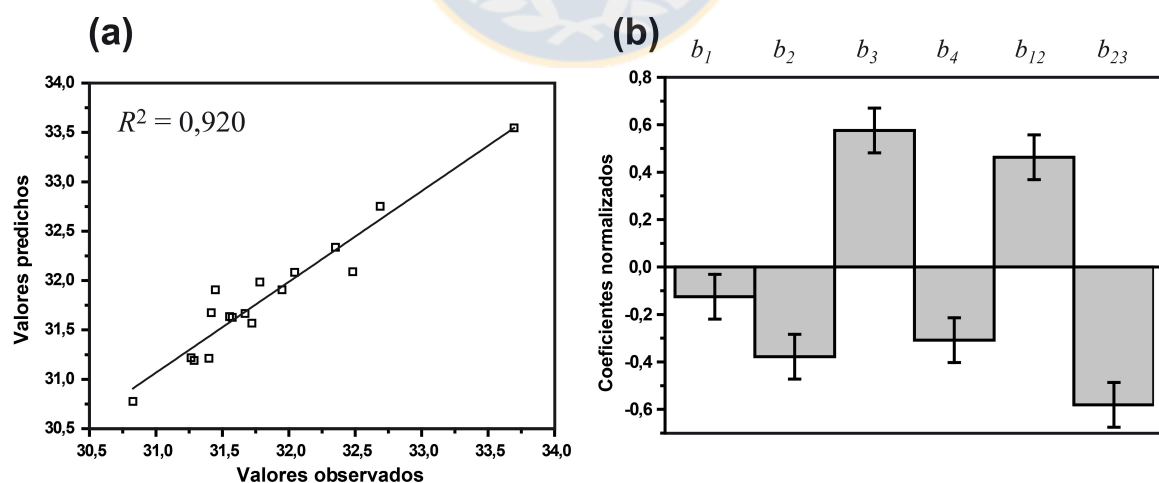 (a)
R² = 0,920
Valores predichos
34,0
33,5
33,0
32,5
32,0
31,5
31,0
30,5
30,5 31,0 31,5 32,0 32,5 33,0 33,5 34,0
Valores observados
(b)
b₁ b₂ b₃ b₄ b₁₂ b₂₃
Coeficientes normalizados
0,8
0,6
0,4
0,2
0,0
-0,2
-0,4
-0,6